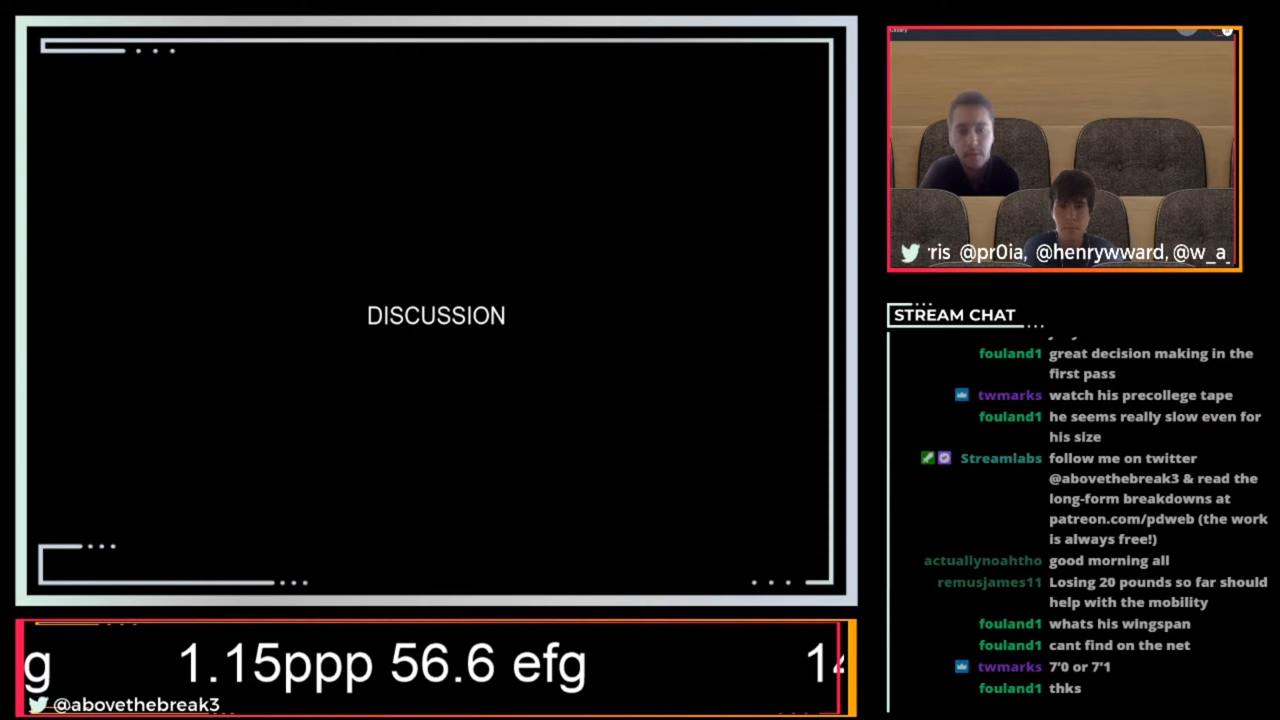 DISCUSSION
g 1.15ppp 56.6 efg
@abovethebreak3
@pr0ia, @henrywward, @w_a_
STREAM CHAT
fouland1 great decision making in the
first pass
twmarks watch his precollege tape
fouland1 he seems really slow even for
his size
Streamlabs follow me on twitter
@abovethebreak3 & read the
long-form breakdowns at
patreon.com/pdweb (the work
is always free!)
actuallynoahtho good morning all
remusjames11 Losing 20 pounds so far should
help with the mobility
fouland1 whats his wingspan
fouland1 cant find on the net
twmarks 7'0 or 7'1
fouland1 thks